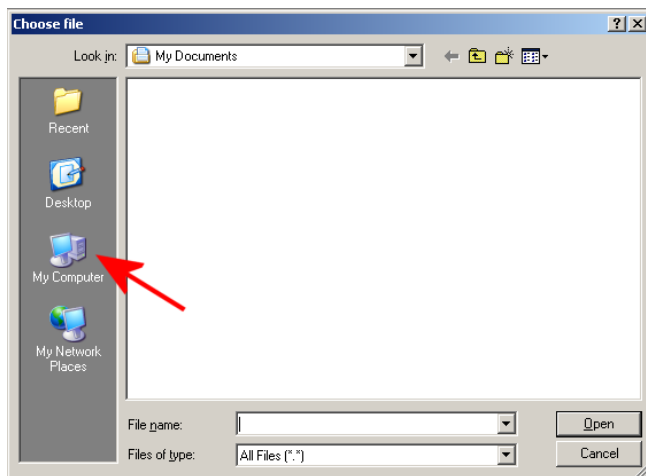 Choose file
Look in: My Documents
Recent
Desktop
My Computer
My Network
Places
File name:
Open
Files of type: All Files (*.*)
Cancel